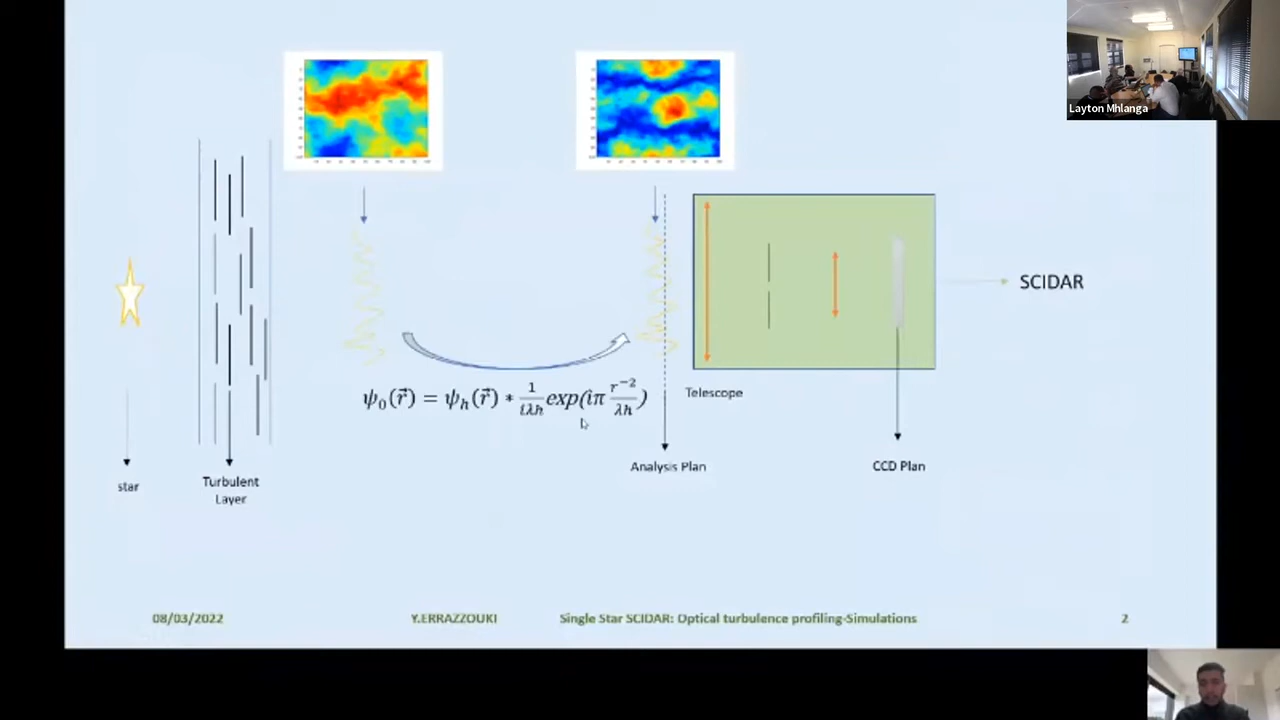 Layton Mhlanga
SCIDAR
ψ₀(r⃗) = ψₕ(r⃗) * 1/iλh exp(iπ r⁻²/λh)
Telescope
Analysis Plan
CCD Plan
star
Turbulent
Layer
08/03/2022 Y.ERRAZZOUKI Single Star SCIDAR: Optical turbulence profiling-Simulations 2